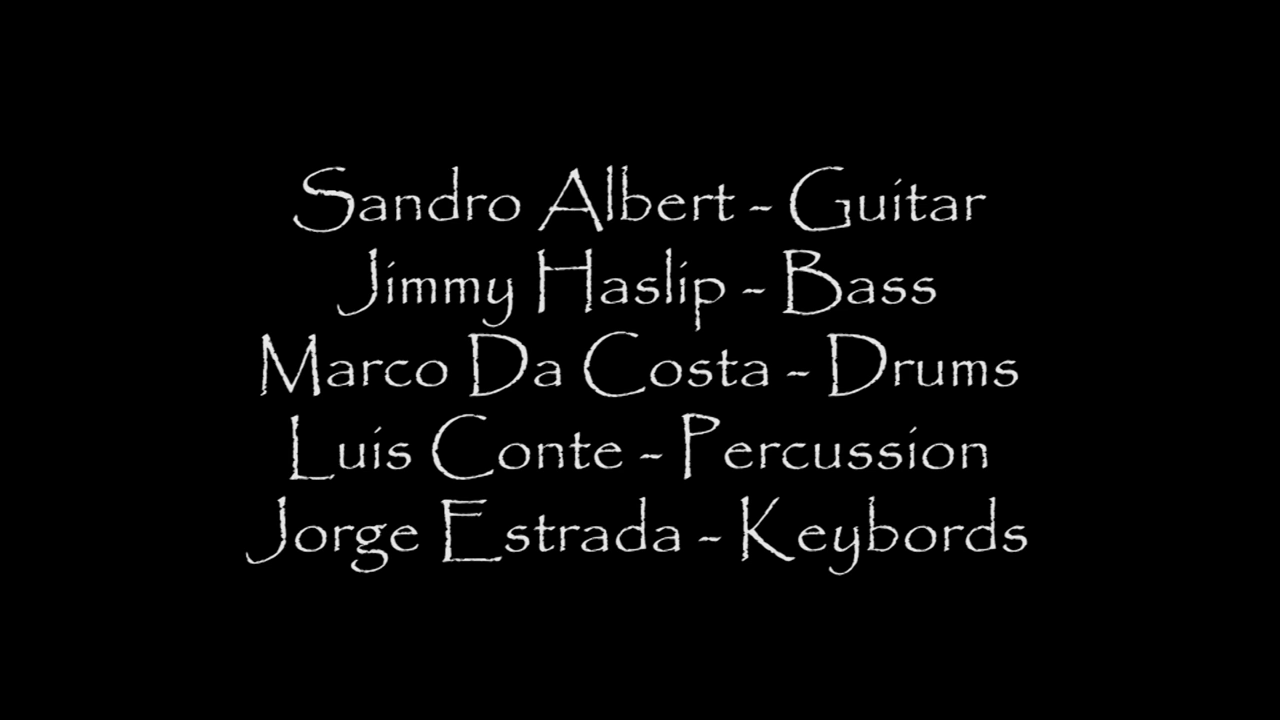 Sandro Albert - Guitar
Jimmy Haslip - Bass
Marco Da Costa - Drums
Luis Conte - Percussion
Jorge Estrada - Keybords